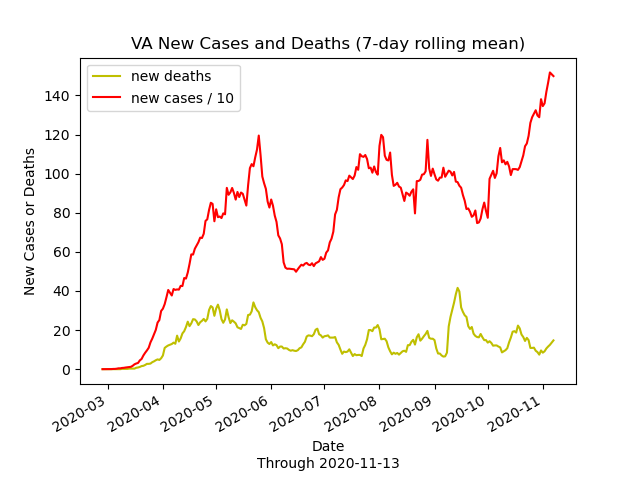 VA New Cases and Deaths (7-day rolling mean)
new deaths
new cases / 10
New Cases or Deaths
140
120
100
80
60
40
20
0
2020-03
2020-04
2020-05
2020-06
2020-07
2020-08
2020-09
2020-10
2020-11
Date
Through 2020-11-13